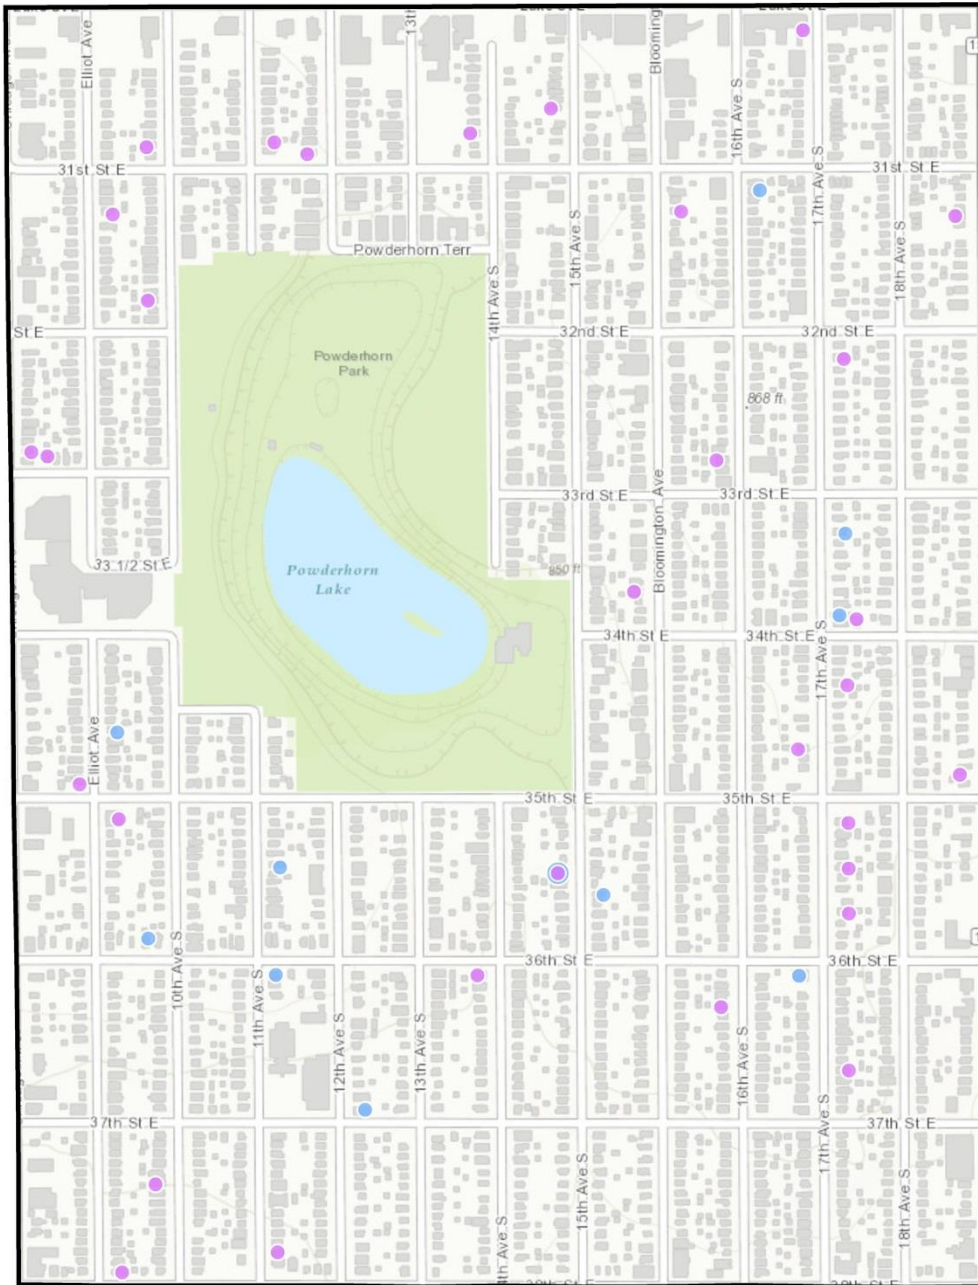 Elliot Ave
13th
Blooming
16th Ave S
31st St E
31st St E
17th Ave S
15th Ave S
18th Ave S
Powderhorn Terr
14th Ave S
St E
32nd St E
32nd St E
Powderhorn
Park
868 ft
33rd St E
33rd St E
Bloomington Ave
33 1/2 St E
Powderhorn
Lake
850 ft
34th St E
34th St E
17th Ave S
Elliot Ave
35th St E
35th St E
36th St E
36th St E
10th Ave S
11th Ave S
12th Ave S
13th Ave S
16th Ave S
37th St E
37th St E
17th Ave S
15th Ave S
18th Ave S
4th Ave S